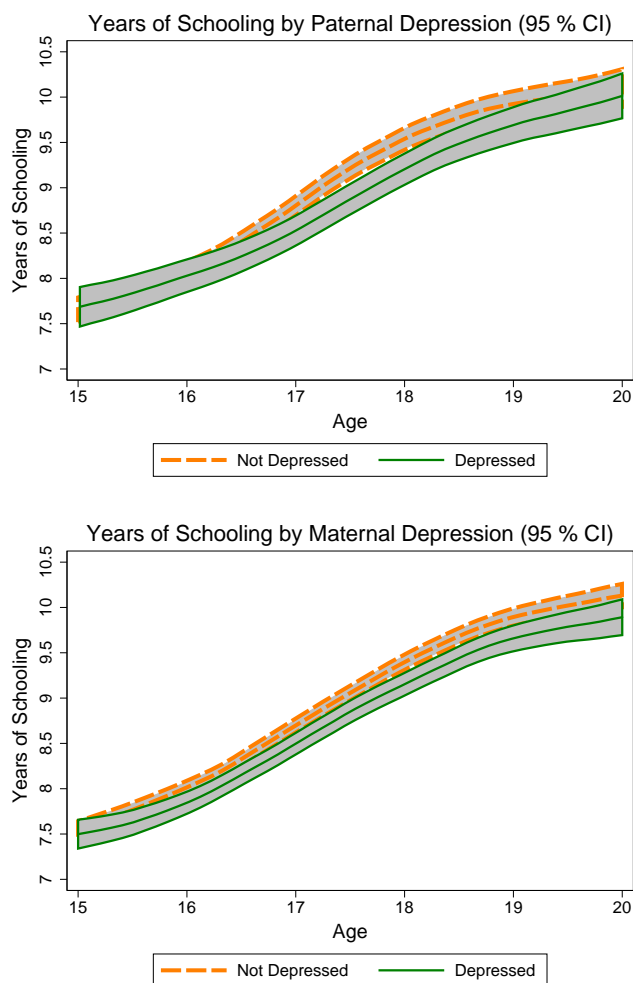 Years of Schooling by Paternal Depression (95 % CI)
Years of Schooling
10.5
10
9.5
9
8.5
8
7.5
7
15 16 17 18 19 20
Age
Not Depressed Depressed
Years of Schooling by Maternal Depression (95 % CI)
Years of Schooling
10.5
10
9.5
9
8.5
8
7.5
7
15 16 17 18 19 20
Age
Not Depressed Depressed